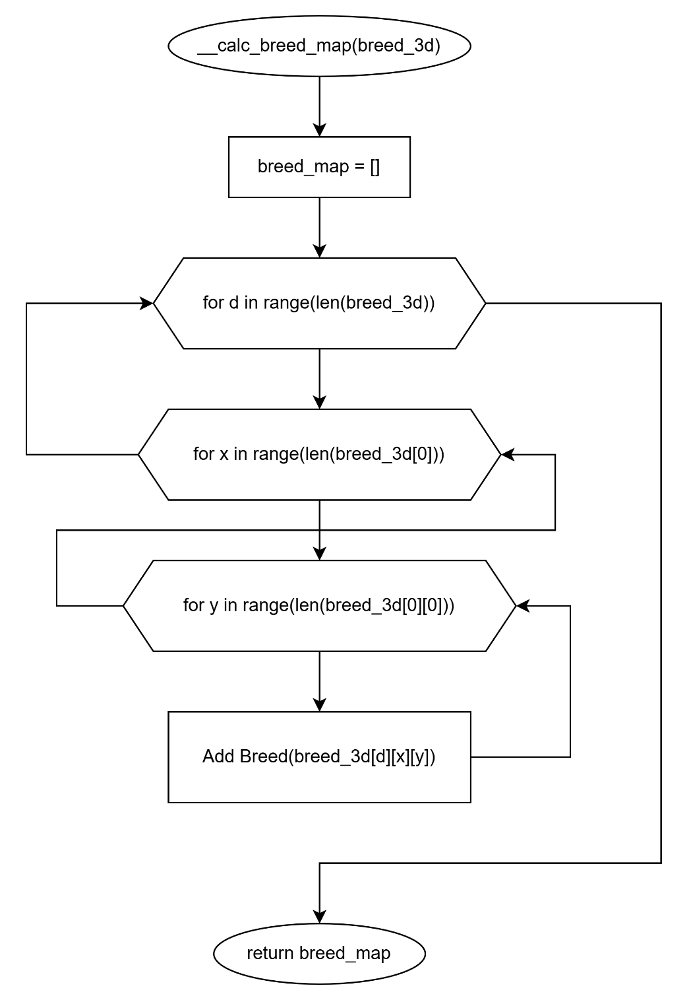 __calc_breed_map(breed_3d)
breed_map = []
for d in range(len(breed_3d))
for x in range(len(breed_3d[0]))
for y in range(len(breed_3d[0][0]))
Add Breed(breed_3d[d][x][y])
return breed_map